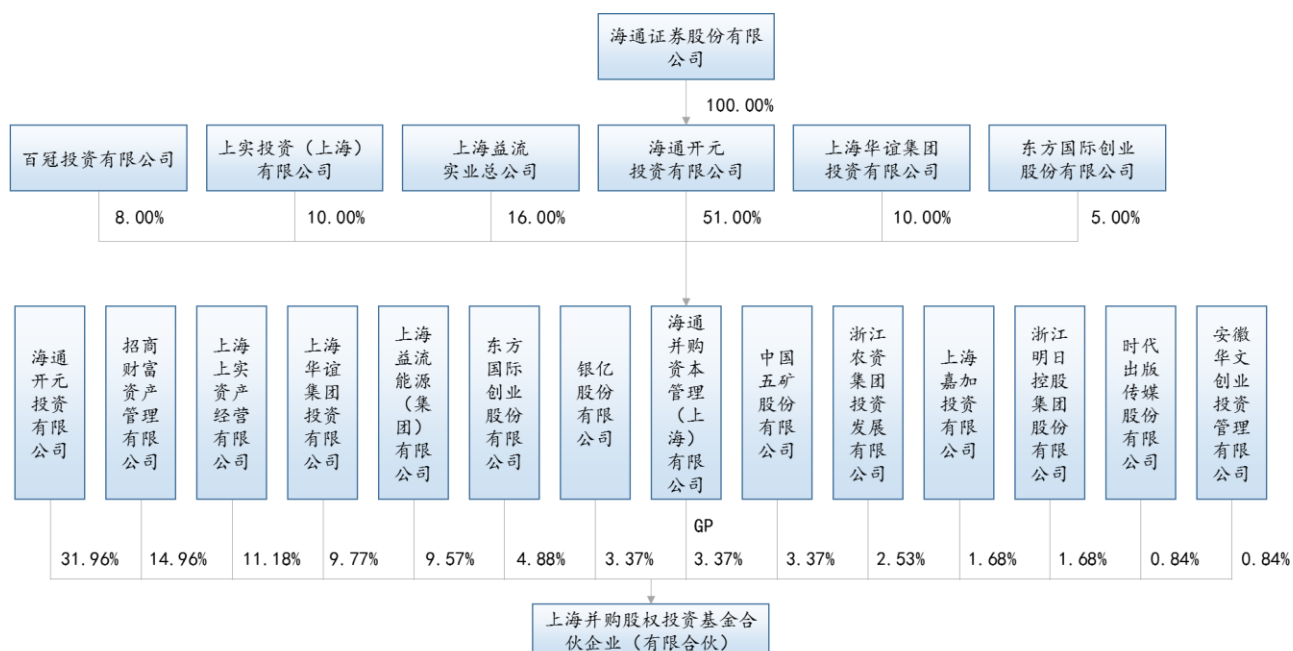 海通证券股份有限
公司
100.00%
百冠投资有限公司
上实投资（上海）
有限公司
上海益流
实业总公司
海通开元
投资有限公司
上海华谊集团
投资有限公司
东方国际创业
股份有限公司
8.00%
10.00%
16.00%
51.00%
10.00%
5.00%
海通
开元
投资
有限
公司
招商
财富
资产
管理
有限
公司
上海
上实
资产
经营
有限
公司
上海
华谊
集团
投资
有限
公司
上海
益流
能源
（集
团）
有限
公司
东方
国际
创业
股份
有限
公司
银亿
股份
有限
公司
海通
并购
资本
管理
（上
海）
有限
公司
中国
五矿
股份
有限
公司
浙江
农资
集团
投资
发展
有限
公司
上海
嘉加
投资
有限
公司
浙江
明日
控股
集团
股份
有限
公司
时代
出版
传媒
股份
有限
公司
安徽
华文
创业
投资
管理
有限
公司
GP
31.96%
14.96%
11.18%
9.77%
9.57%
4.88%
3.37%
3.37%
3.37%
2.53%
1.68%
1.68%
0.84%
0.84%
上海并购股权投资基金合
伙企业（有限合伙）